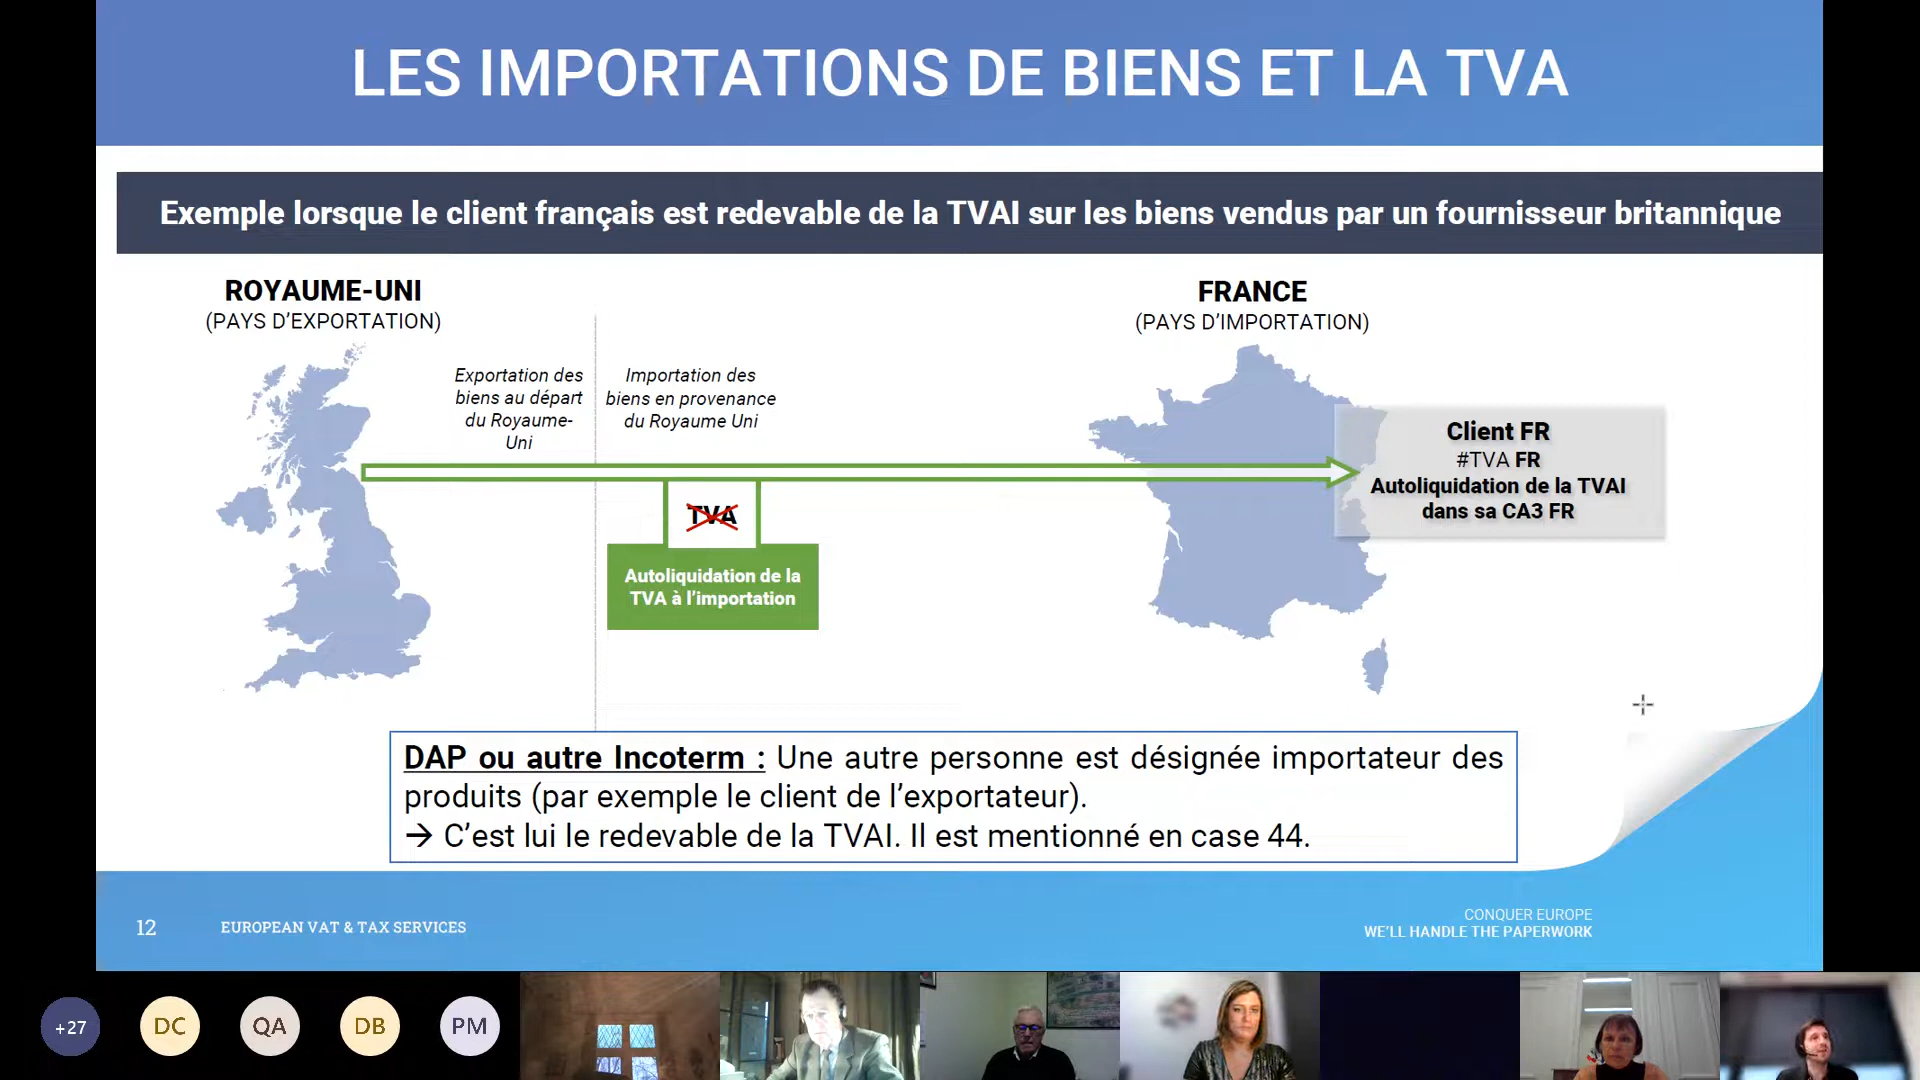 LES IMPORTATIONS DE BIENS ET LA TVA
Exemple lorsque le client français est redevable de la TVAI sur les biens vendus par un fournisseur britannique
ROYAUME-UNI
(PAYS D’EXPORTATION)
FRANCE
(PAYS D’IMPORTATION)
Exportation des
biens au départ
du Royaume-
Uni
Importation des
biens en provenance
du Royaume Uni
Client FR
#TVA FR
Autoliquidation de la TVAI
dans sa CA3 FR
TVA
Autoliquidation de la
TVA à l’importation
DAP ou autre Incoterm : Une autre personne est désignée importateur des
produits (par exemple le client de l’exportateur).
→ C’est lui le redevable de la TVAI. Il est mentionné en case 44.
12
EUROPEAN VAT & TAX SERVICES
CONQUER EUROPE
WE’LL HANDLE THE PAPERWORK
+27
DC
QA
DB
PM